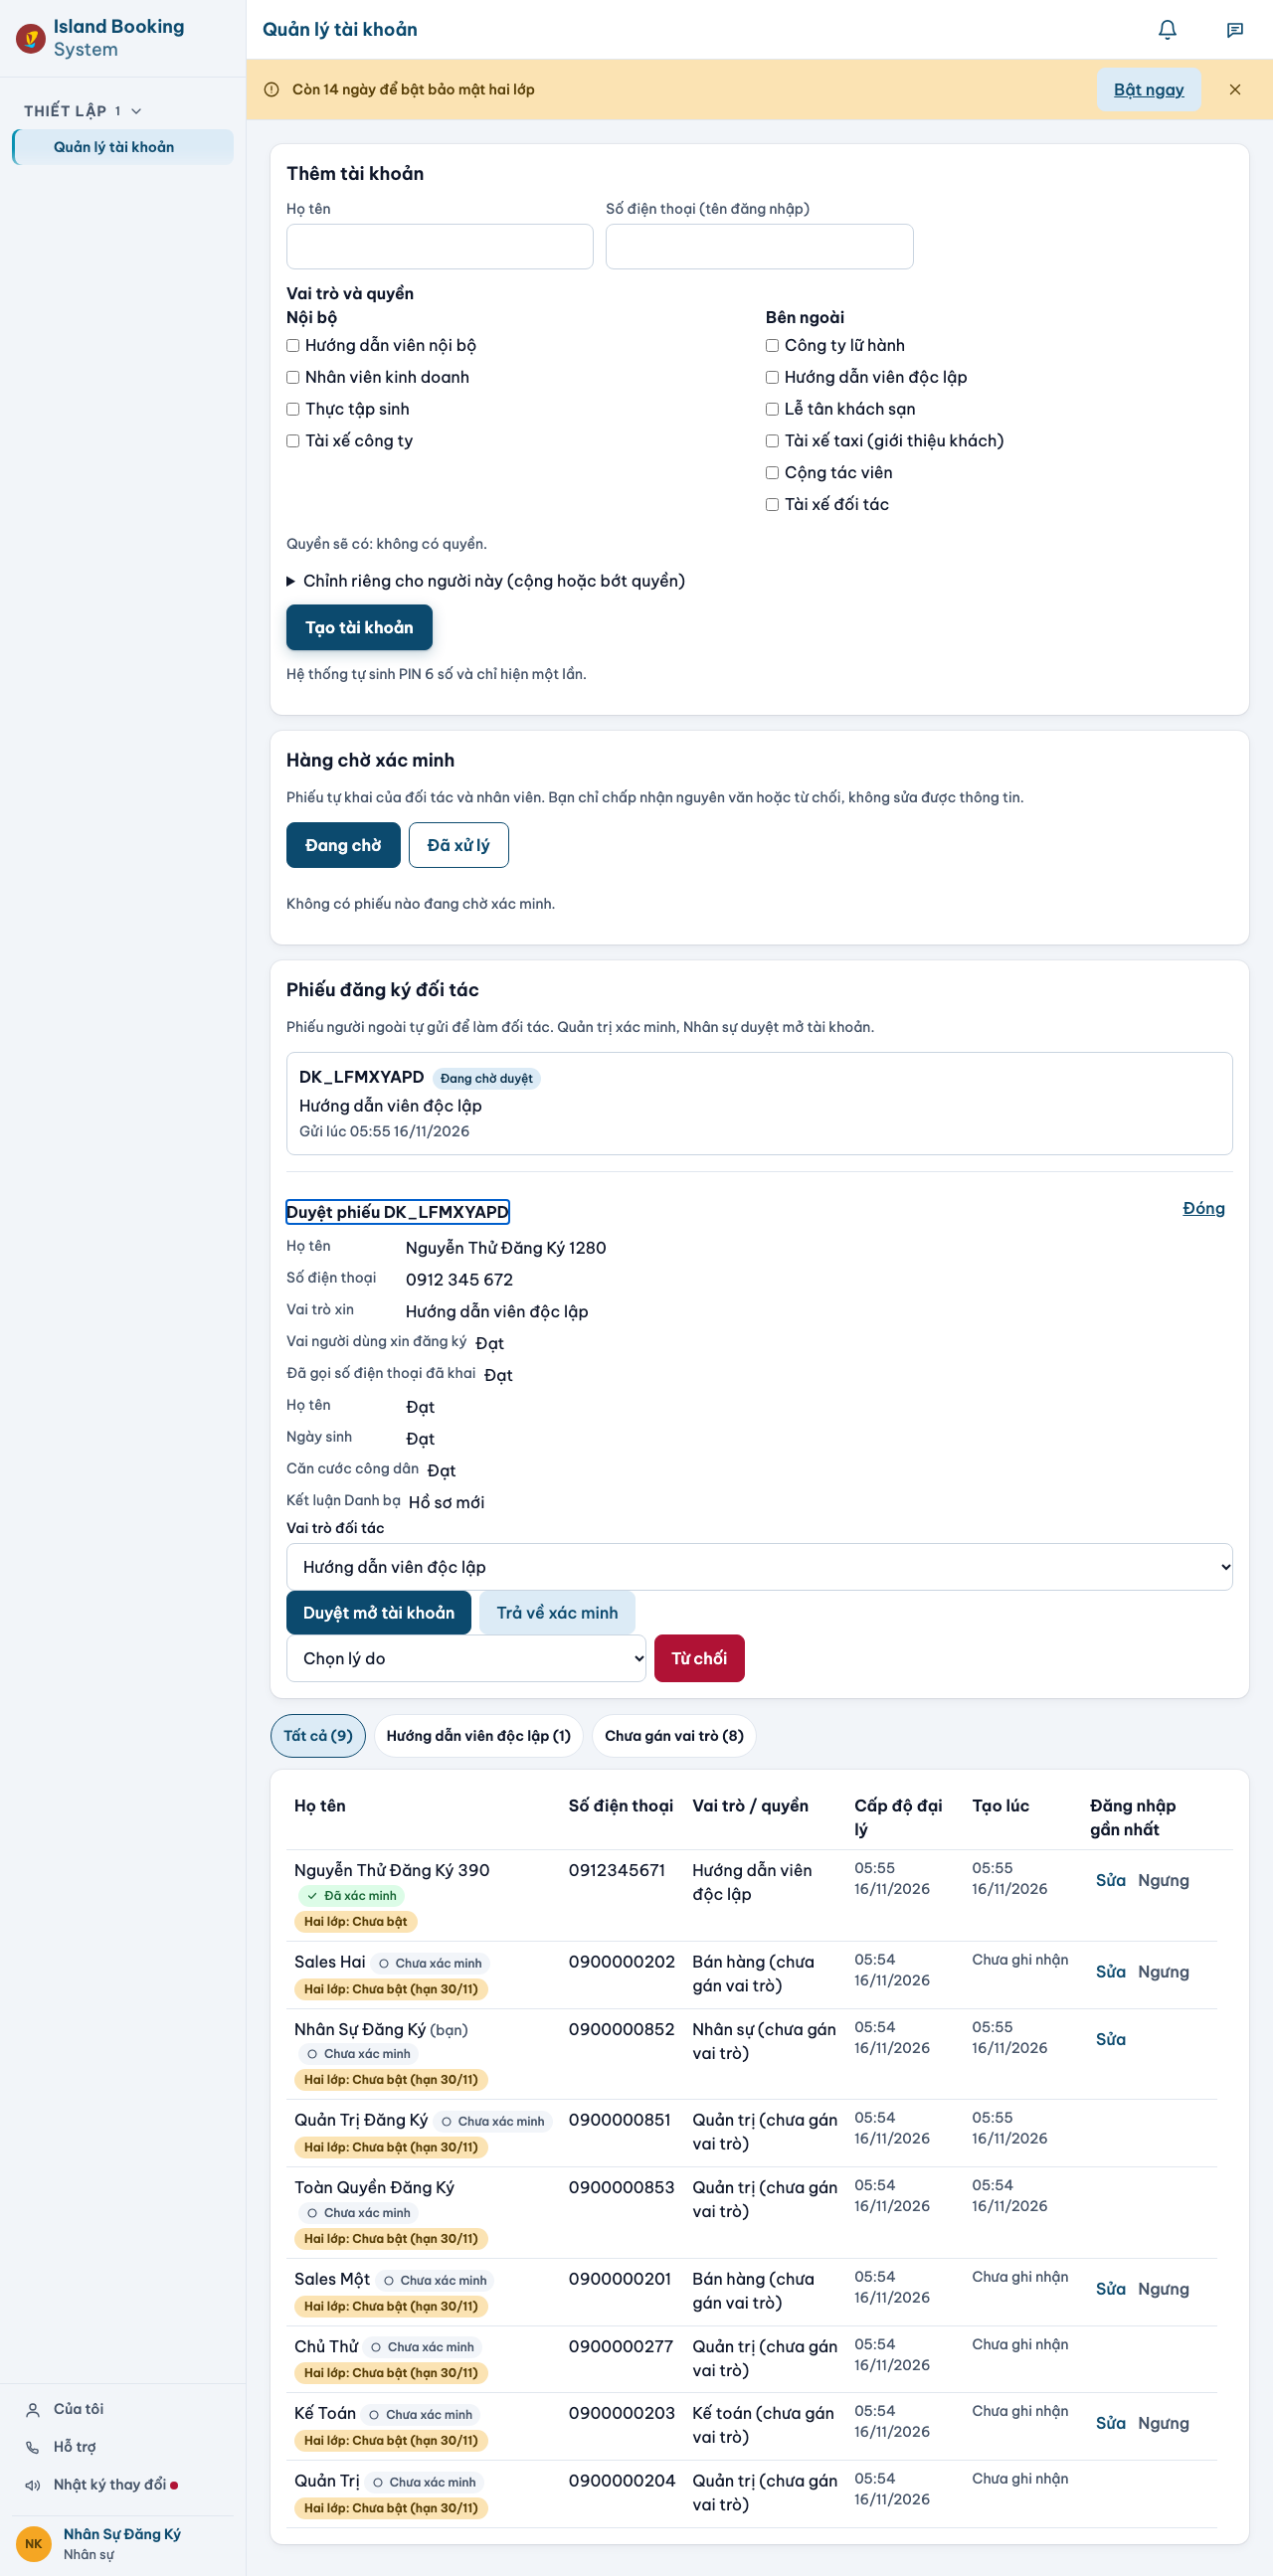 Island Booking
System
THIẾT LẬP 1
Quản lý tài khoản
Quản lý tài khoản
Còn 14 ngày để bật bảo mật hai lớp
Bật ngay
Thêm tài khoản
Họ tên
Số điện thoại (tên đăng nhập)
Vai trò và quyền
Nội bộ
Hướng dẫn viên nội bộ
Nhân viên kinh doanh
Thực tập sinh
Tài xế công ty
Bên ngoài
Công ty lữ hành
Hướng dẫn viên độc lập
Lễ tân khách sạn
Tài xế taxi (giới thiệu khách)
Cộng tác viên
Tài xế đối tác
Quyền sẽ có: không có quyền.
Chỉnh riêng cho người này (cộng hoặc bớt quyền)
Tạo tài khoản
Hệ thống tự sinh PIN 6 số và chỉ hiện một lần.
Hàng chờ xác minh
Phiếu tự khai của đối tác và nhân viên. Bạn chỉ chấp nhận nguyên văn hoặc từ chối, không sửa được thông tin.
Đang chờ
Đã xử lý
Không có phiếu nào đang chờ xác minh.
Phiếu đăng ký đối tác
Phiếu người ngoài tự gửi để làm đối tác. Quản trị xác minh, Nhân sự duyệt mở tài khoản.
DK_LFMXYAPD Đang chờ duyệt
Hướng dẫn viên độc lập
Gửi lúc 05:55 16/11/2026
Duyệt phiếu DK_LFMXYAPD
Đóng
Họ tên Nguyễn Thử Đăng Ký 1280
Số điện thoại 0912 345 672
Vai trò xin Hướng dẫn viên độc lập
Vai người dùng xin đăng ký Đạt
Đã gọi số điện thoại đã khai Đạt
Họ tên Đạt
Ngày sinh Đạt
Căn cước công dân Đạt
Kết luận Danh bạ Hồ sơ mới
Vai trò đối tác
Hướng dẫn viên độc lập
Duyệt mở tài khoản
Trả về xác minh
Chọn lý do
Từ chối
Tất cả (9)
Hướng dẫn viên độc lập (1)
Chưa gán vai trò (8)
Họ tên
Số điện thoại
Vai trò / quyền
Cấp độ đại
lý
Tạo lúc
Đăng nhập
gần nhất
Nguyễn Thử Đăng Ký 390
Đã xác minh
Hai lớp: Chưa bật
0912345671
Hướng dẫn viên
độc lập
05:55
16/11/2026
05:55
16/11/2026
Sửa Ngưng
Sales Hai Chưa xác minh
Hai lớp: Chưa bật (hạn 30/11)
0900000202
Bán hàng (chưa
gán vai trò)
05:54
16/11/2026
Chưa ghi nhận
Sửa Ngưng
Nhân Sự Đăng Ký (bạn)
Chưa xác minh
Hai lớp: Chưa bật (hạn 30/11)
0900000852
Nhân sự (chưa gán
vai trò)
05:54
16/11/2026
05:55
16/11/2026
Sửa
Quản Trị Đăng Ký Chưa xác minh
Hai lớp: Chưa bật (hạn 30/11)
0900000851
Quản trị (chưa gán
vai trò)
05:54
16/11/2026
05:55
16/11/2026
Toàn Quyền Đăng Ký
Chưa xác minh
Hai lớp: Chưa bật (hạn 30/11)
0900000853
Quản trị (chưa gán
vai trò)
05:54
16/11/2026
05:54
16/11/2026
Sales Một Chưa xác minh
Hai lớp: Chưa bật (hạn 30/11)
0900000201
Bán hàng (chưa
gán vai trò)
05:54
16/11/2026
Chưa ghi nhận
Sửa Ngưng
Chủ Thử Chưa xác minh
Hai lớp: Chưa bật (hạn 30/11)
0900000277
Quản trị (chưa gán
vai trò)
05:54
16/11/2026
Chưa ghi nhận
Kế Toán Chưa xác minh
Hai lớp: Chưa bật (hạn 30/11)
0900000203
Kế toán (chưa gán
vai trò)
05:54
16/11/2026
Chưa ghi nhận
Sửa Ngưng
Quản Trị Chưa xác minh
Hai lớp: Chưa bật (hạn 30/11)
0900000204
Quản trị (chưa gán
vai trò)
05:54
16/11/2026
Chưa ghi nhận
Của tôi
Hỗ trợ
Nhật ký thay đổi
NK
Nhân Sự Đăng Ký
Nhân sự